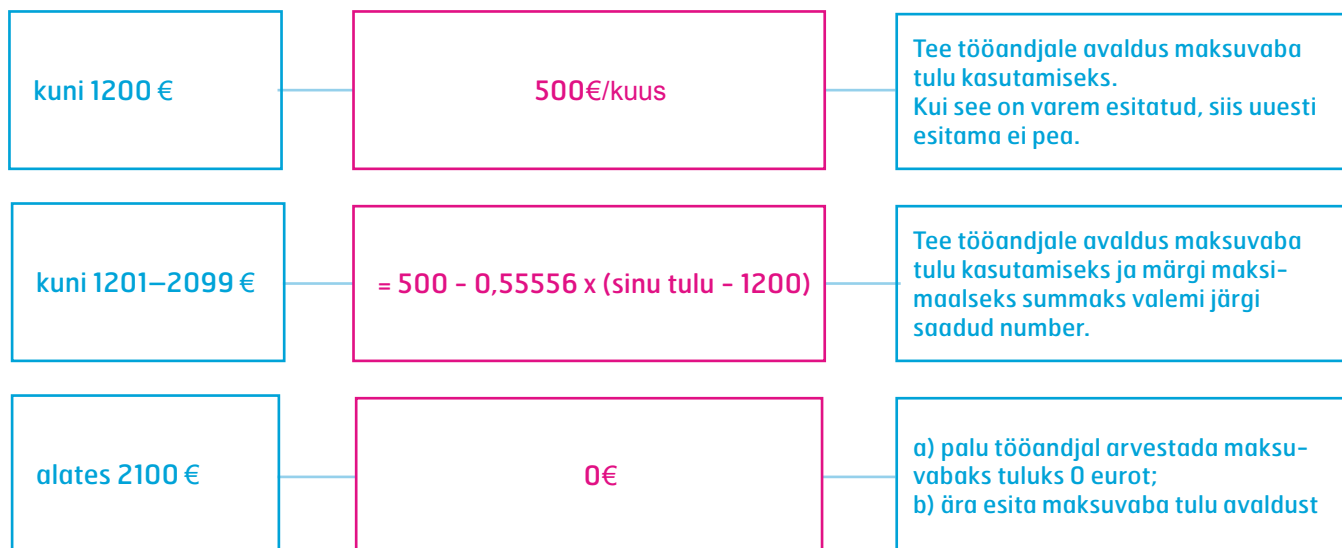 kuni 1200 €
500€/kuus
Tee tööandjale avaldus maksuvaba
tulu kasutamiseks.
Kui see on varem esitatud, siis uuesti
esitama ei pea.
kuni 1201–2099 €
= 500 - 0,55556 x (sinu tulu - 1200)
Tee tööandjale avaldus maksuvaba
tulu kasutamiseks ja märgi maksi-
maalseks summaks valemi järgi
saadud number.
alates 2100 €
0€
a) palu tööandjal arvestada maksu-
vabaks tuluks 0 eurot;
b) ära esita maksuvaba tulu avaldust